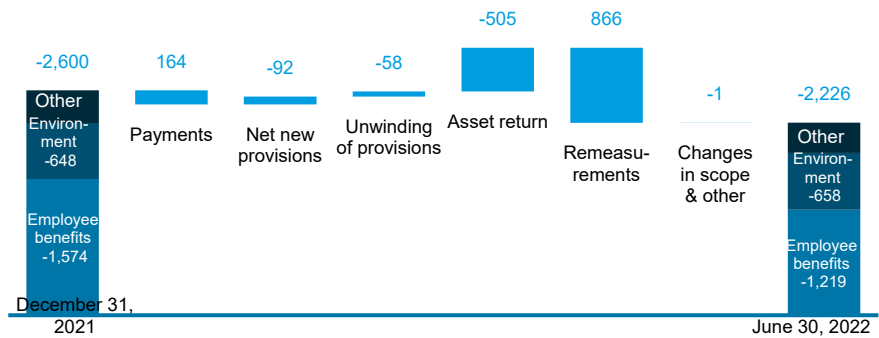 -2,600
Other
Environ-
ment
-648
Employee
benefits
-1,574
December 31,
2021
164
Payments
-92
Net new
provisions
-58
Unwinding
of provisions
-505
Asset return
866
Remeasu-
rements
-1
Changes
in scope
& other
-2,226
Other
Environ-
ment
-658
Employee
benefits
-1,219
June 30, 2022